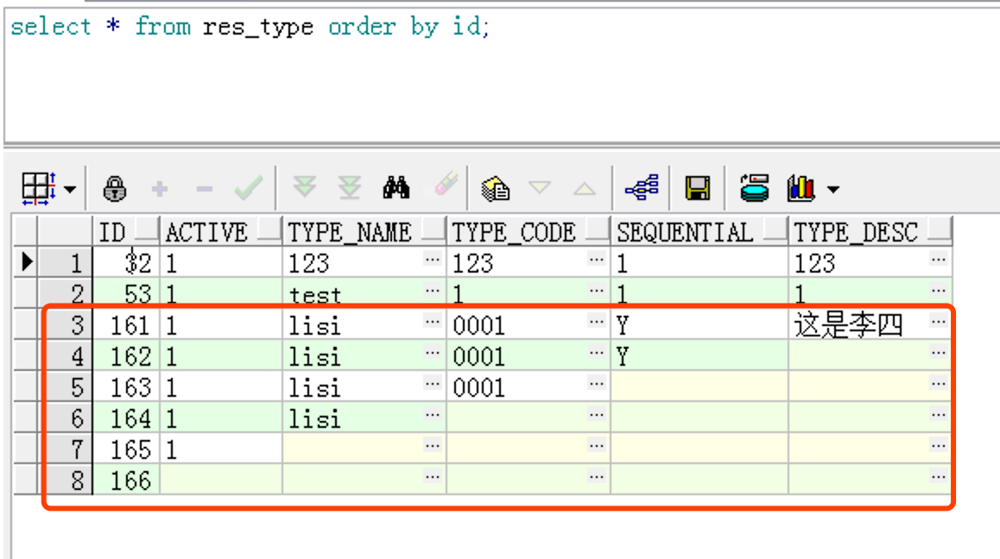 select * from res_type order by id;
ID ACTIVE TYPE_NAME TYPE_CODE SEQUENTIAL TYPE_DESC
1 32 1 123 ... 123 ... 1 123 ...
2 53 1 test ... 1 ... 1 1 ...
3 161 1 lisi ... 0001 ... Y 这是李四 ...
4 162 1 lisi ... 0001 ... Y ...
5 163 1 lisi ... 0001 ... ...
6 164 1 lisi ... ... ...
7 165 1 ... ... ...
8 166 ... ... ...